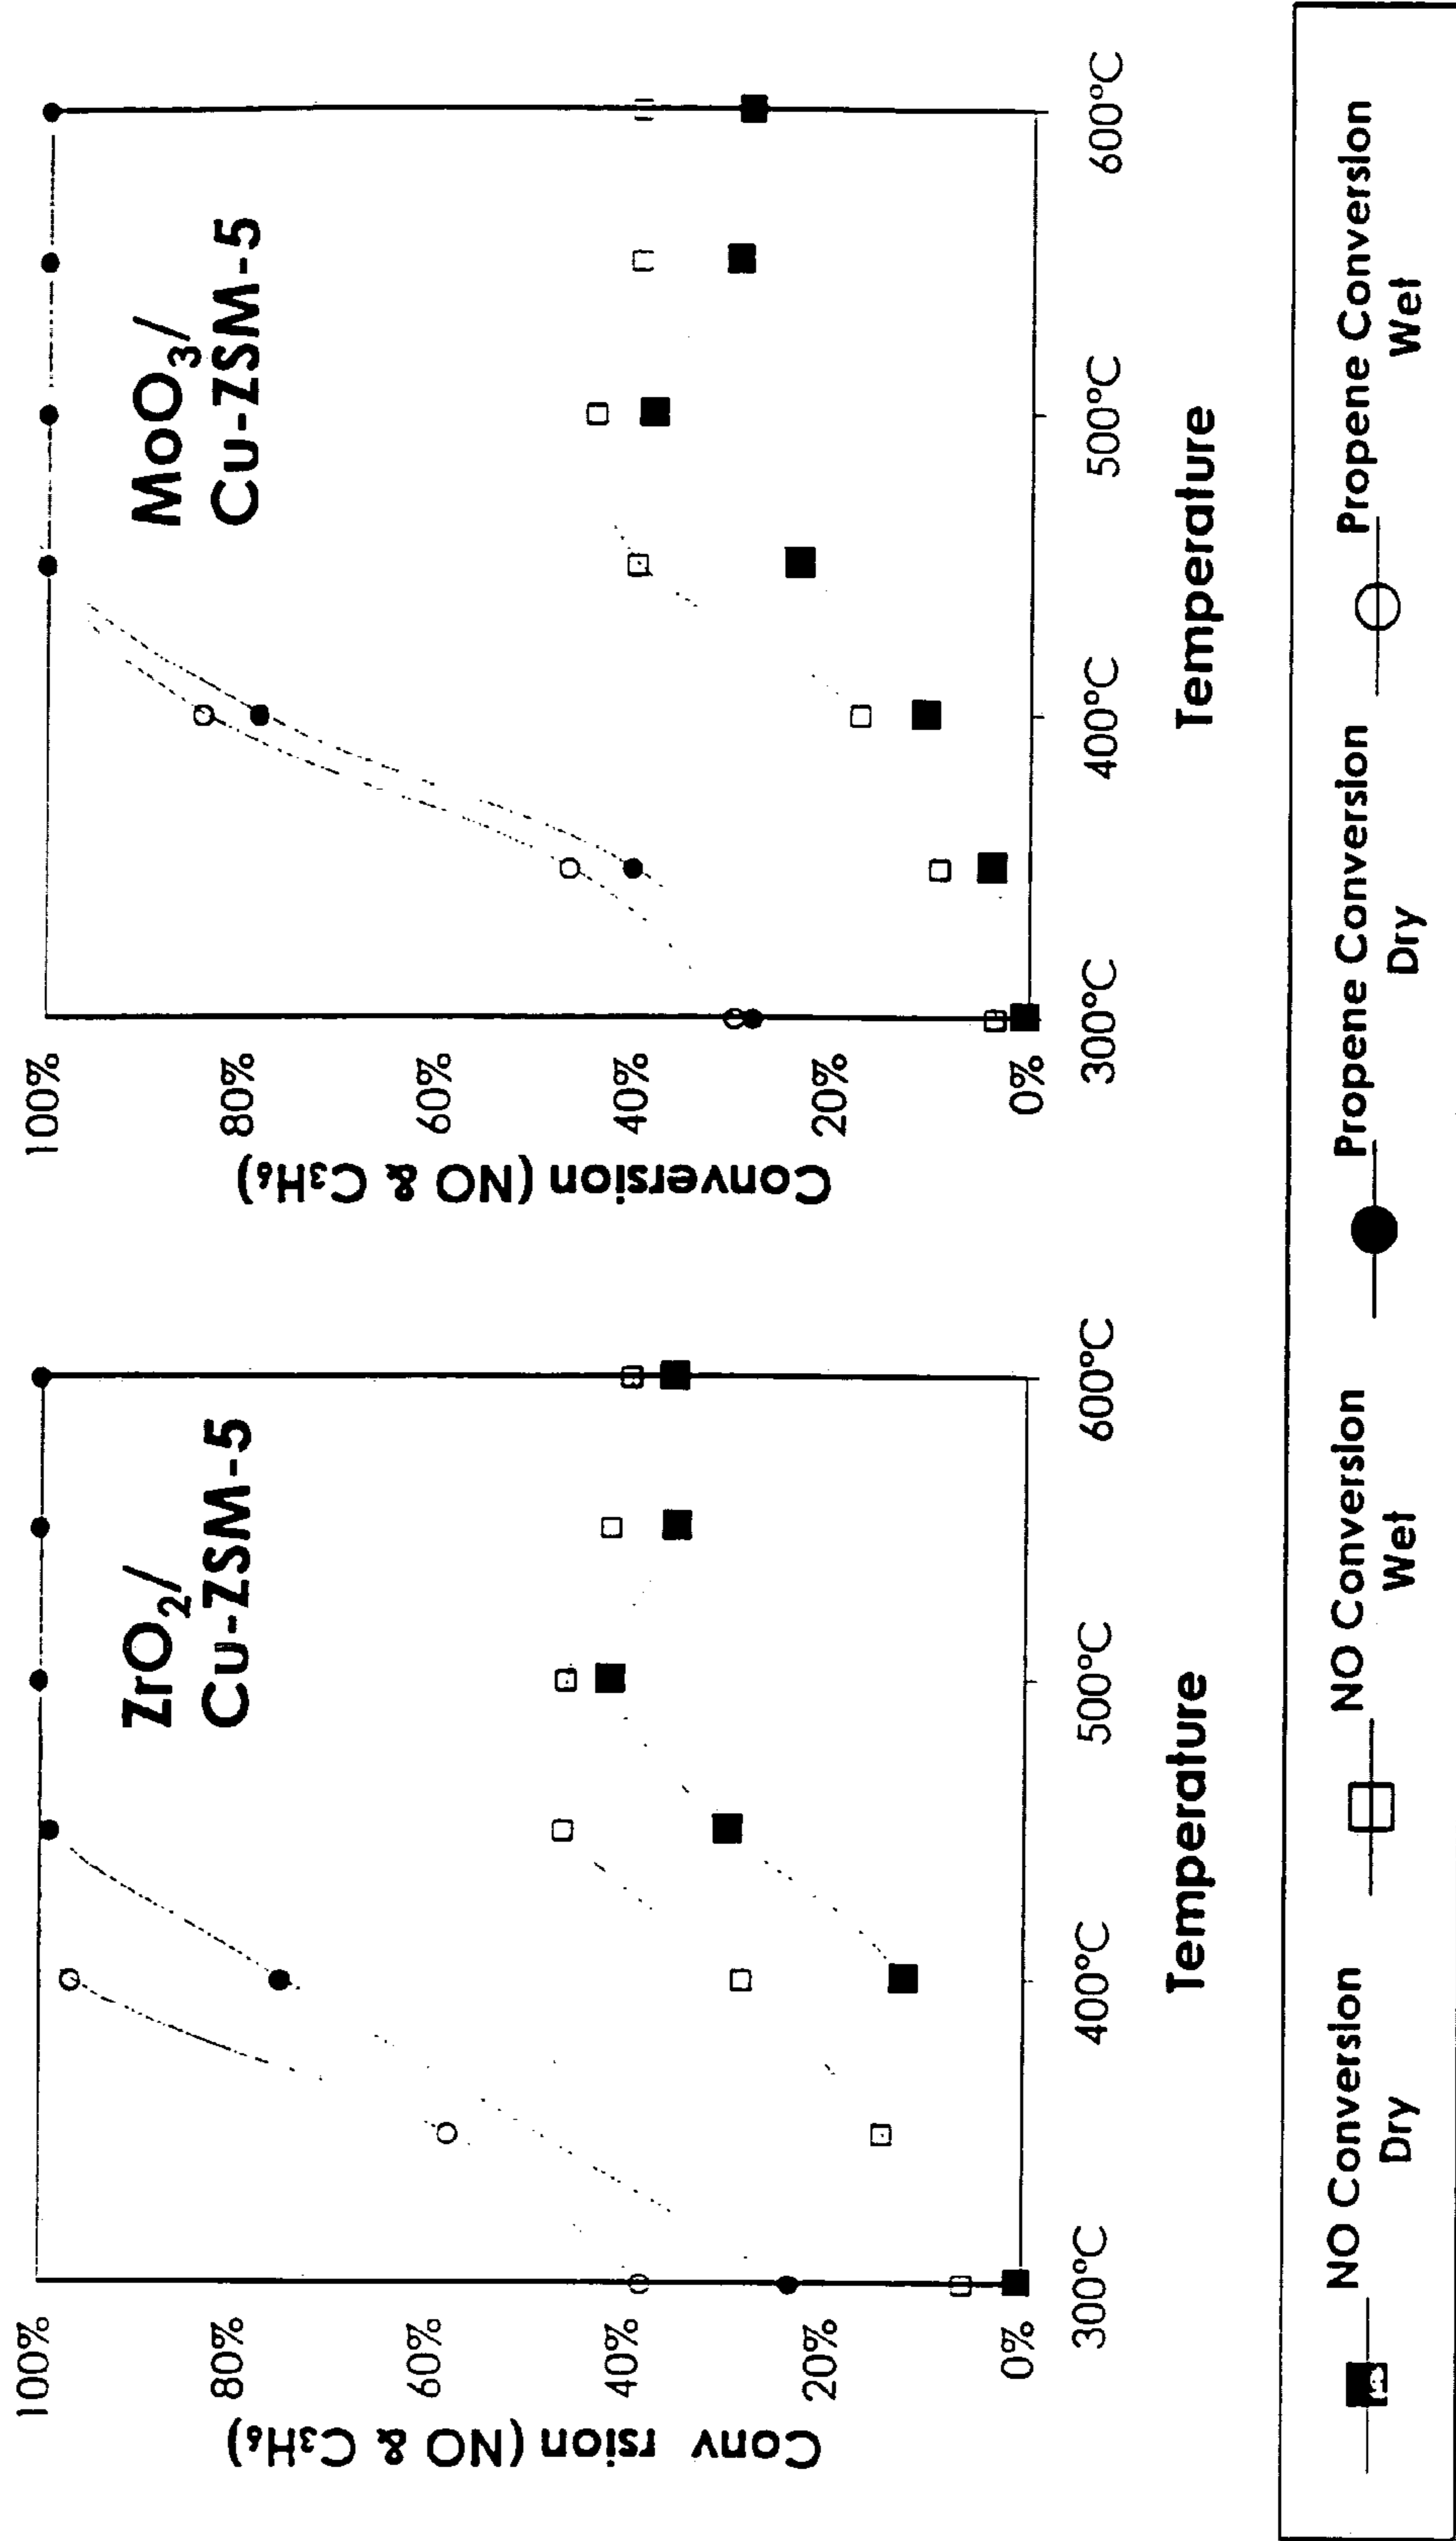 ZrO2/
Cu-ZSM-5
100%
80%
60%
40%
20%
0%
Conv rsion (NO & C3H6)
300°C
400°C
500°C
600°C
Temperature
MoO3/
Cu-ZSM-5
100%
80%
60%
40%
20%
0%
Conversion (NO & C3H6)
300°C
400°C
500°C
600°C
Temperature
NO Conversion
Dry
NO Conversion
Wet
Propene Conversion
Dry
Propene Conversion
Wet